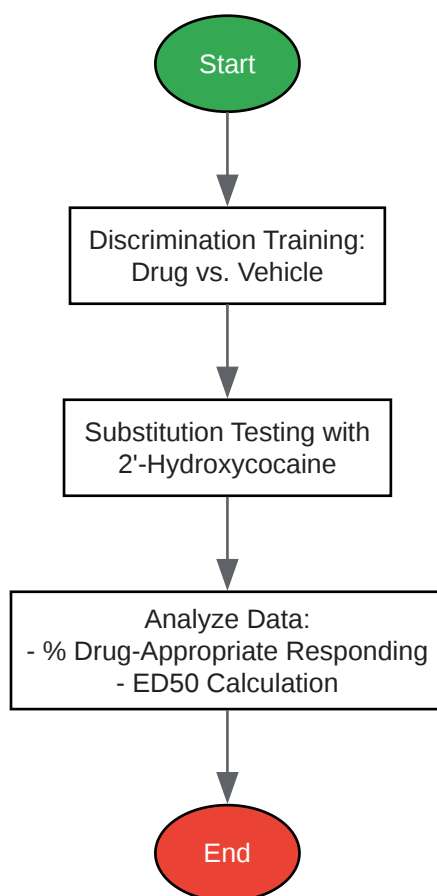 Start
Discrimination Training:
Drug vs. Vehicle
Substitution Testing with
2'-Hydroxycocaine
Analyze Data:
- % Drug-Appropriate Responding
- ED50 Calculation
End